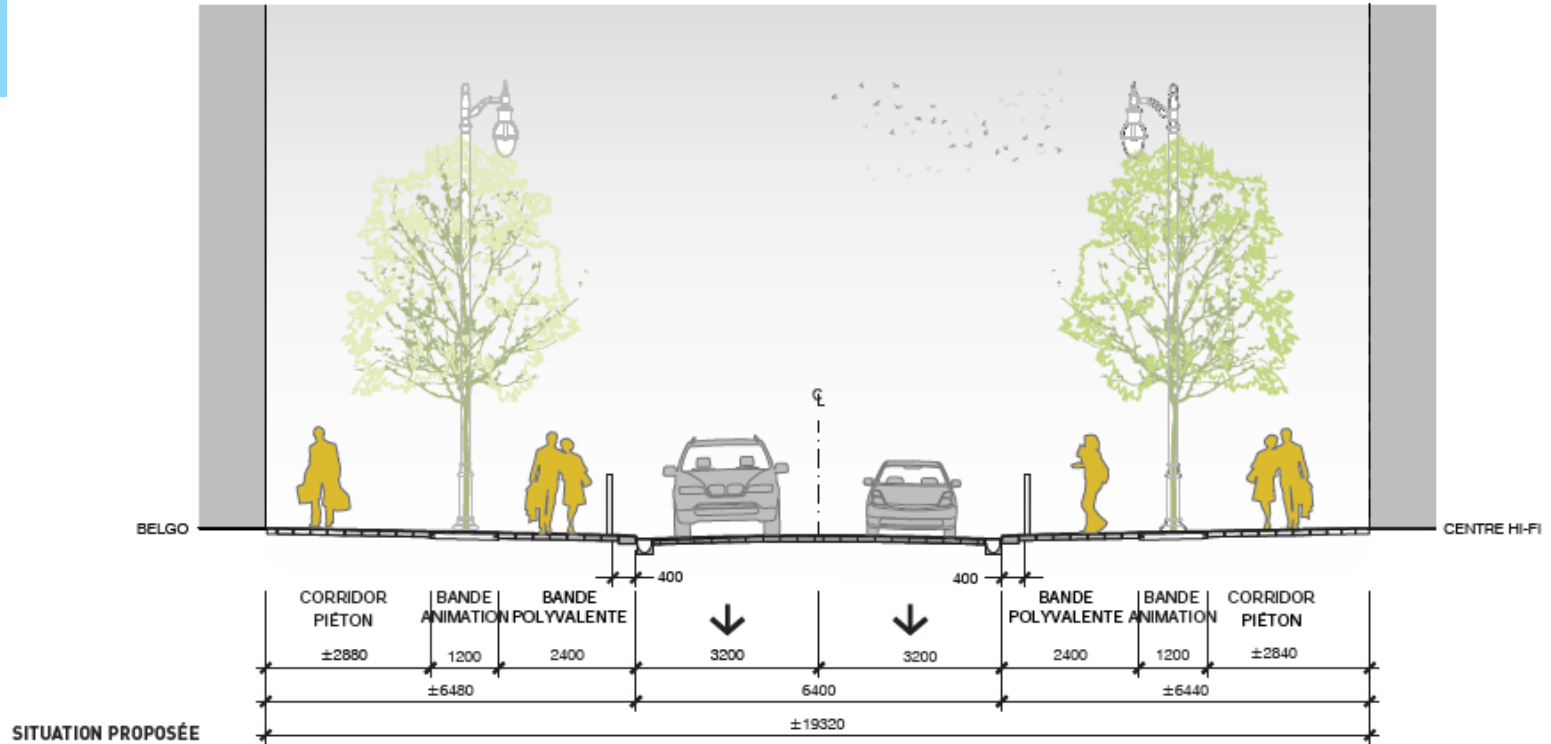 ℄
BELGO
CENTRE HI-FI
400
400
CORRIDOR PIÉTON
BANDE ANIMATION
BANDE POLYVALENTE
BANDE POLYVALENTE
BANDE ANIMATION
CORRIDOR PIÉTON
±2880 1200 2400 3200 3200 2400 1200 ±2840
±6480 6400 ±6440
±19320
SITUATION PROPOSÉE